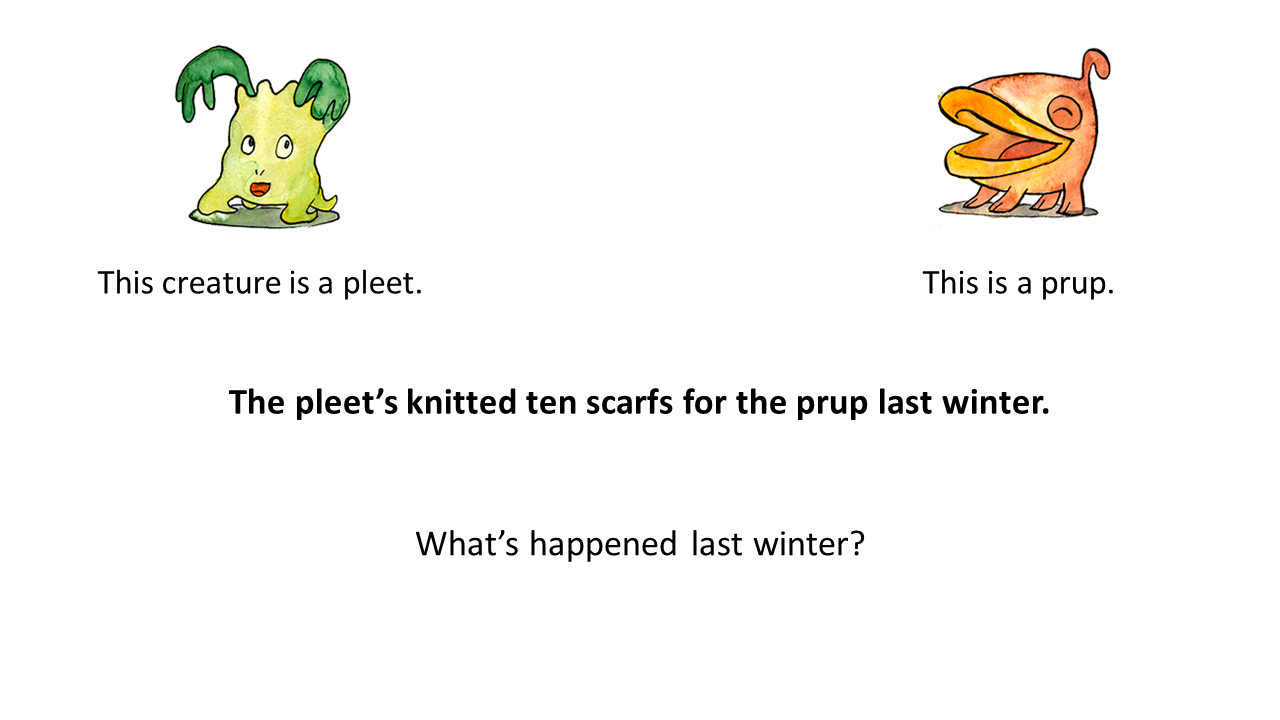 This creature is a pleet.
This is a prup.
The pleet’s knitted ten scarfs for the prup last winter.
What’s happened last winter?